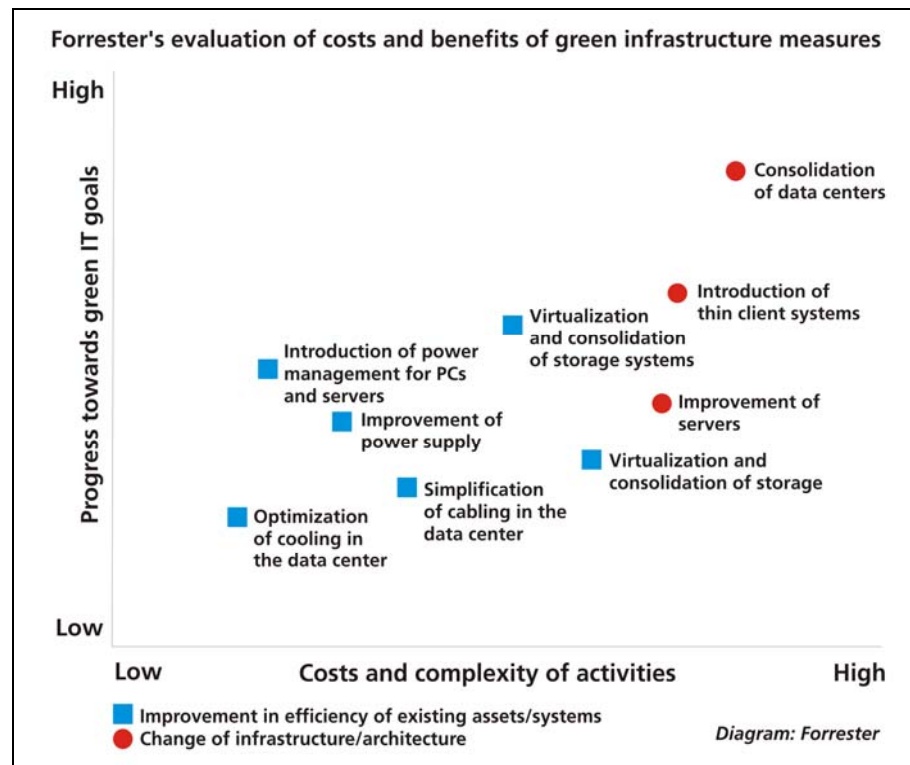 Forrester's evaluation of costs and benefits of green infrastructure measures
High
Progress towards green IT goals
Low
Consolidation
of data centers
Introduction of
thin client systems
Virtualization
and consolidation
of storage systems
Introduction of power
management for PCs
and servers
Improvement of
servers
Improvement of
power supply
Virtualization and
consolidation of storage
Simplification
of cabling in the
data center
Optimization
of cooling in
the data center
Low
Costs and complexity of activities
High
Improvement in efficiency of existing assets/systems
Change of infrastructure/architecture
Diagram: Forrester